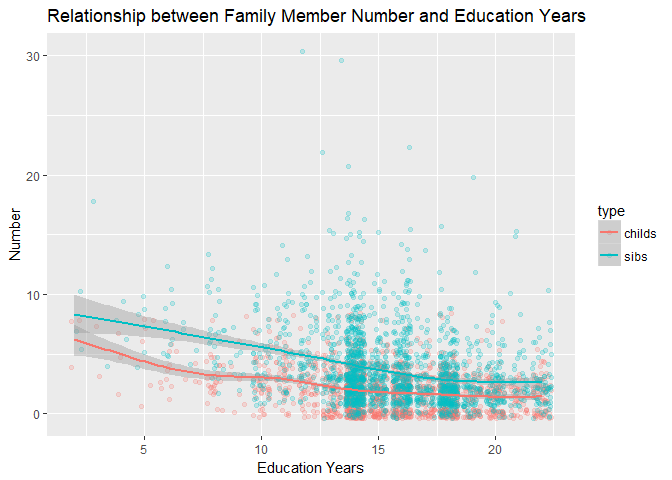 Relationship between Family Member Number and Education Years
30
20
10
0
Number
5 10 15 20
Education Years
type
childs
sibs